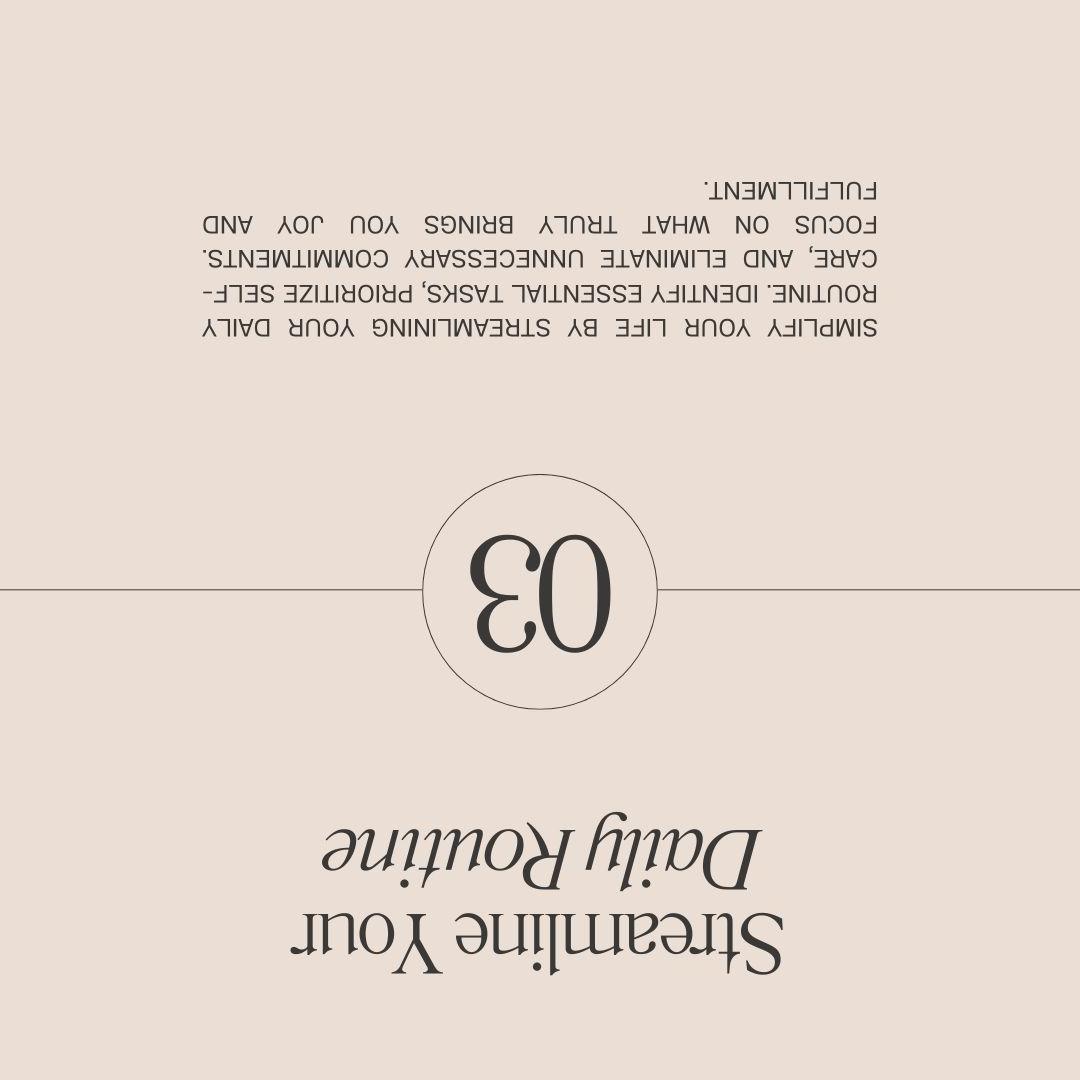 Streamline Your
Daily Routine
03
SIMPLIFY YOUR LIFE BY STREAMLINING YOUR DAILY
ROUTINE. IDENTIFY ESSENTIAL TASKS, PRIORITIZE SELF-
CARE, AND ELIMINATE UNNECESSARY COMMITMENTS.
FOCUS ON WHAT TRULY BRINGS YOU JOY AND
FULFILLMENT.